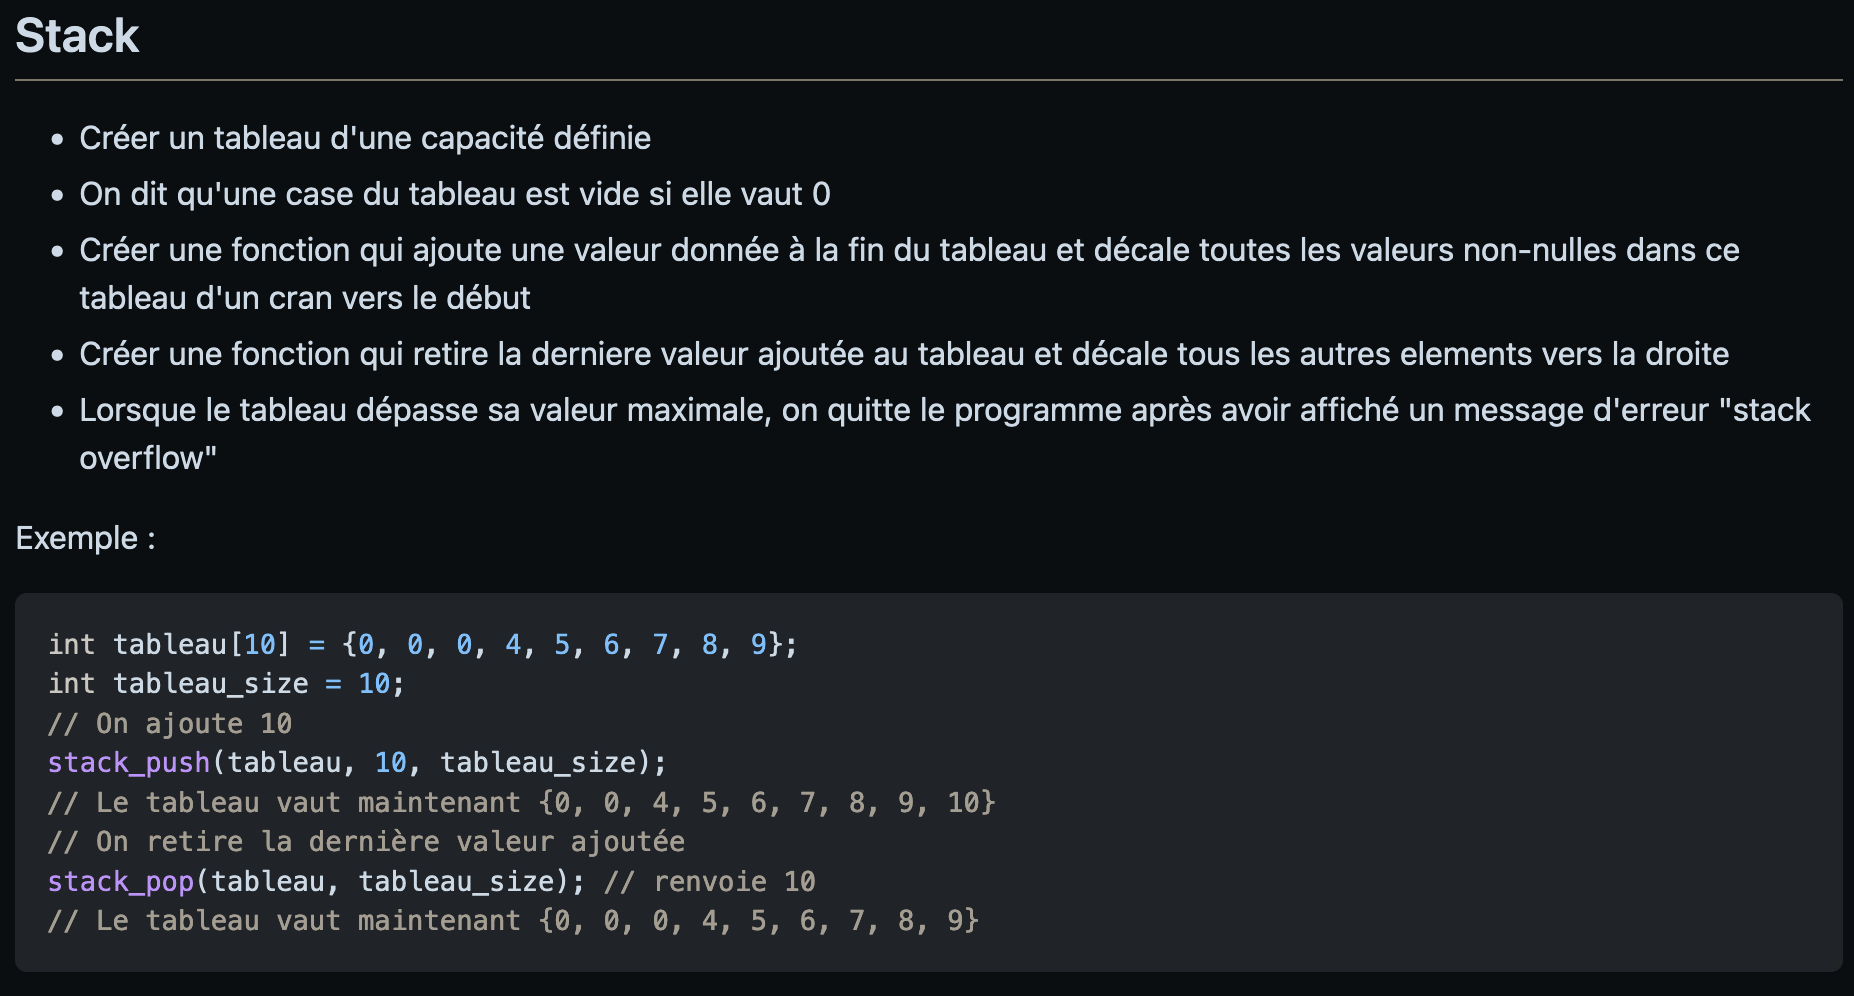 Stack
• Créer un tableau d'une capacité définie
• On dit qu'une case du tableau est vide si elle vaut 0
• Créer une fonction qui ajoute une valeur donnée à la fin du tableau et décale toutes les valeurs non-nulles dans ce
tableau d'un cran vers le début
• Créer une fonction qui retire la derniere valeur ajoutée au tableau et décale tous les autres elements vers la droite
• Lorsque le tableau dépasse sa valeur maximale, on quitte le programme après avoir affiché un message d'erreur "stack
overflow"
Exemple :
int tableau[10] = {0, 0, 0, 4, 5, 6, 7, 8, 9};
int tableau_size = 10;
// On ajoute 10
stack_push(tableau, 10, tableau_size);
// Le tableau vaut maintenant {0, 0, 4, 5, 6, 7, 8, 9, 10}
// On retire la dernière valeur ajoutée
stack_pop(tableau, tableau_size); // renvoie 10
// Le tableau vaut maintenant {0, 0, 0, 4, 5, 6, 7, 8, 9}